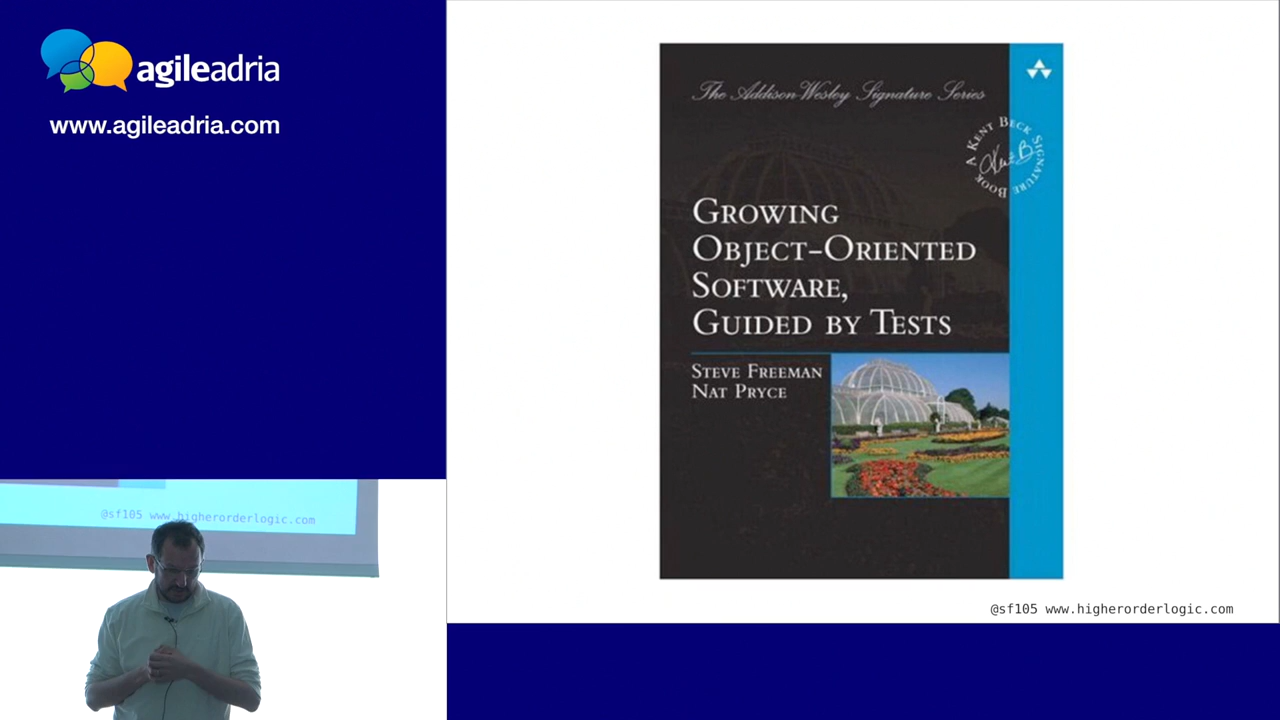 agileadria
www.agileadria.com
The Addison-Wesley Signature Series
A KENT BECK SIGNATURE BOOK
Kent B
GROWING
OBJECT-ORIENTED
SOFTWARE,
GUIDED BY TESTS
STEVE FREEMAN
NAT PRYCE
@sf105 www.higherorderlogic.com
@sf105 www.higherorderlogic.com